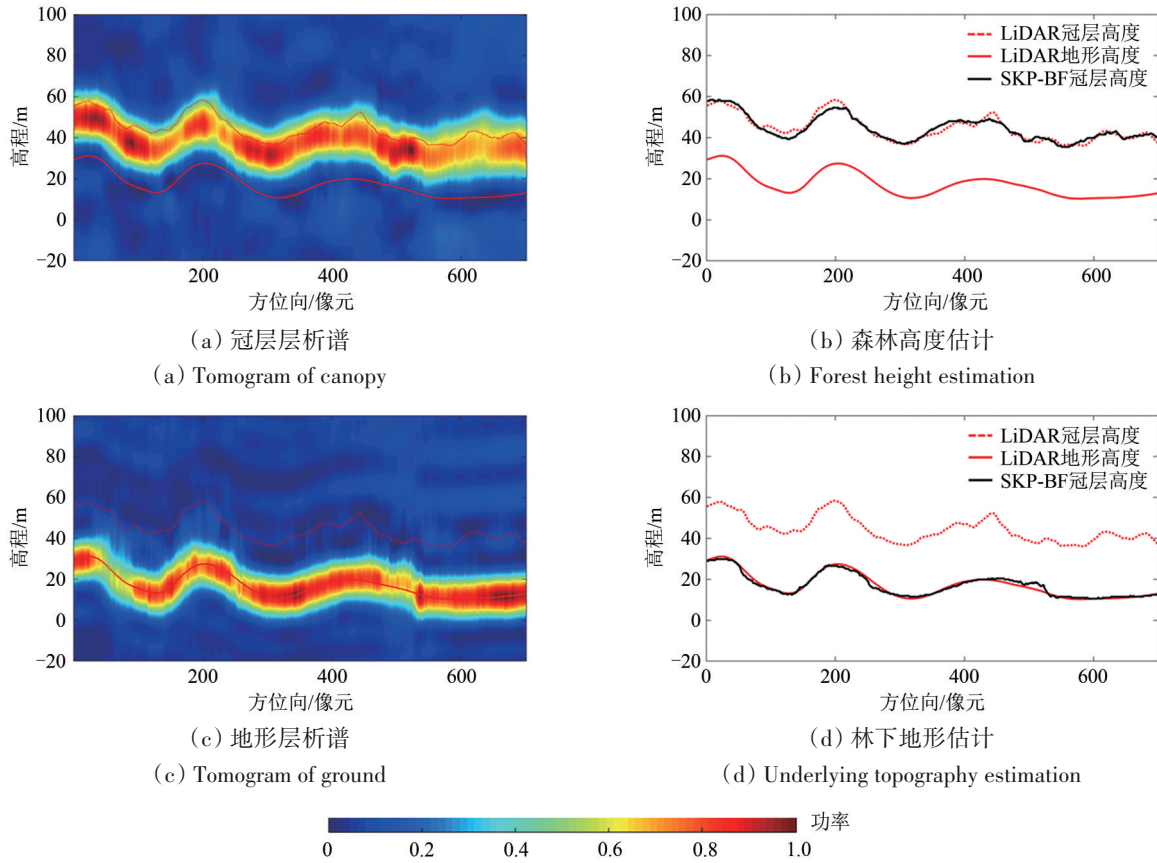 100
80
60
40
20
0
−20
高程/m
200
400
600
方位向/像元
(a) 冠层层析谱
(a) Tomogram of canopy
100
80
60
40
20
0
−20
高程/m
LiDAR冠层高度
LiDAR地形高度
SKP-BF冠层高度
0
200
400
600
方位向/像元
(b) 森林高度估计
(b) Forest height estimation
100
80
60
40
20
0
−20
高程/m
200
400
600
方位向/像元
(c) 地形层析谱
(c) Tomogram of ground
100
80
60
40
20
0
−20
高程/m
LiDAR冠层高度
LiDAR地形高度
SKP-BF冠层高度
0
200
400
600
方位向/像元
(d) 林下地形估计
(d) Underlying topography estimation
功率
0 0.2 0.4 0.6 0.8 1.0